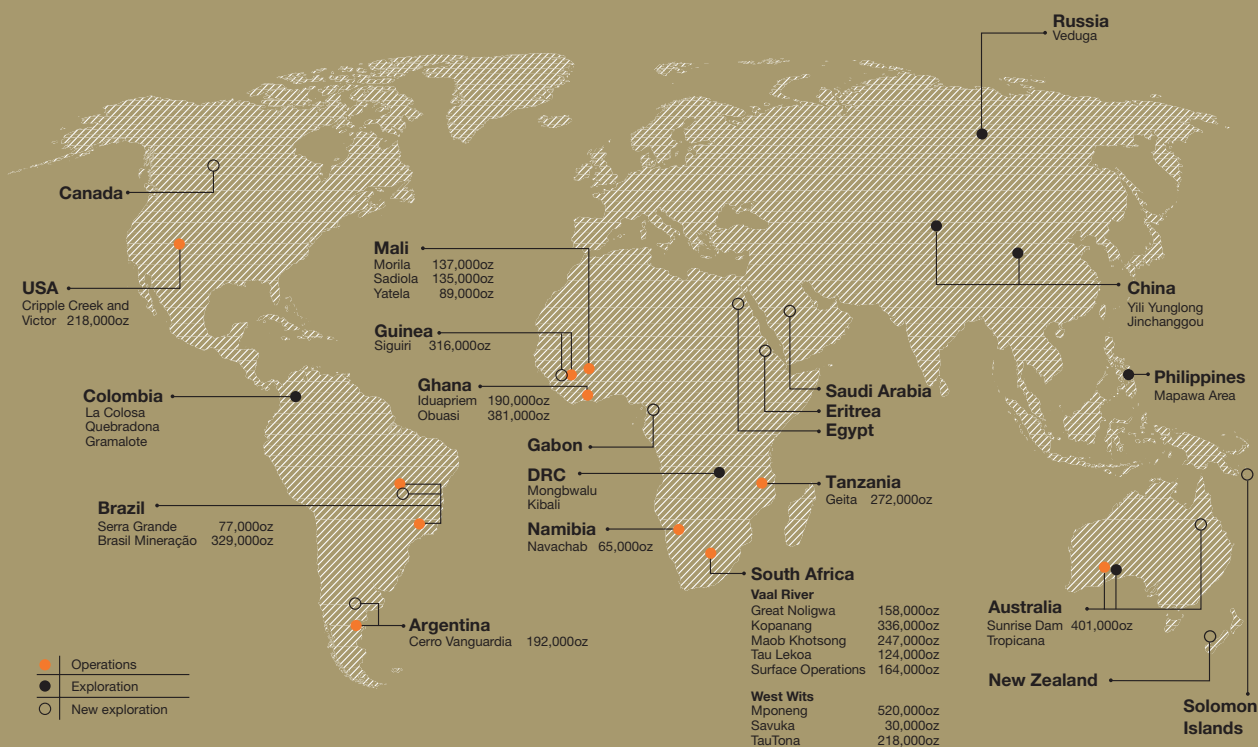 Russia
Veduga
Canada
USA
Cripple Creek and
Victor 218,000oz
Mali
Morila 137,000oz
Sadiola 135,000oz
Yatela 89,000oz
Guinea
Siguiri 316,000oz
Ghana
Iduapriem 190,000oz
Obuasi 381,000oz
China
Yili Yunglong
Jinchanggou
Philippines
Mapawa Area
Colombia
La Colosa
Quebradona
Gramalote
Saudi Arabia
Eritrea
Egypt
Gabon
DRC
Mongbwalu
Kibali
Tanzania
Geita 272,000oz
Brazil
Serra Grande 77,000oz
Brasil Mineração 329,000oz
Namibia
Navachab 65,000oz
South Africa
Vaal River
Great Noligwa 158,000oz
Kopanang 336,000oz
Maob Khotsong 247,000oz
Tau Lekoa 124,000oz
Surface Operations 164,000oz
West Wits
Mponeng 520,000oz
Savuka 30,000oz
TauTona 218,000oz
Argentina
Cerro Vanguardia 192,000oz
Australia
Sunrise Dam 401,000oz
Tropicana
New Zealand
Solomon
Islands
Operations
Exploration
New exploration